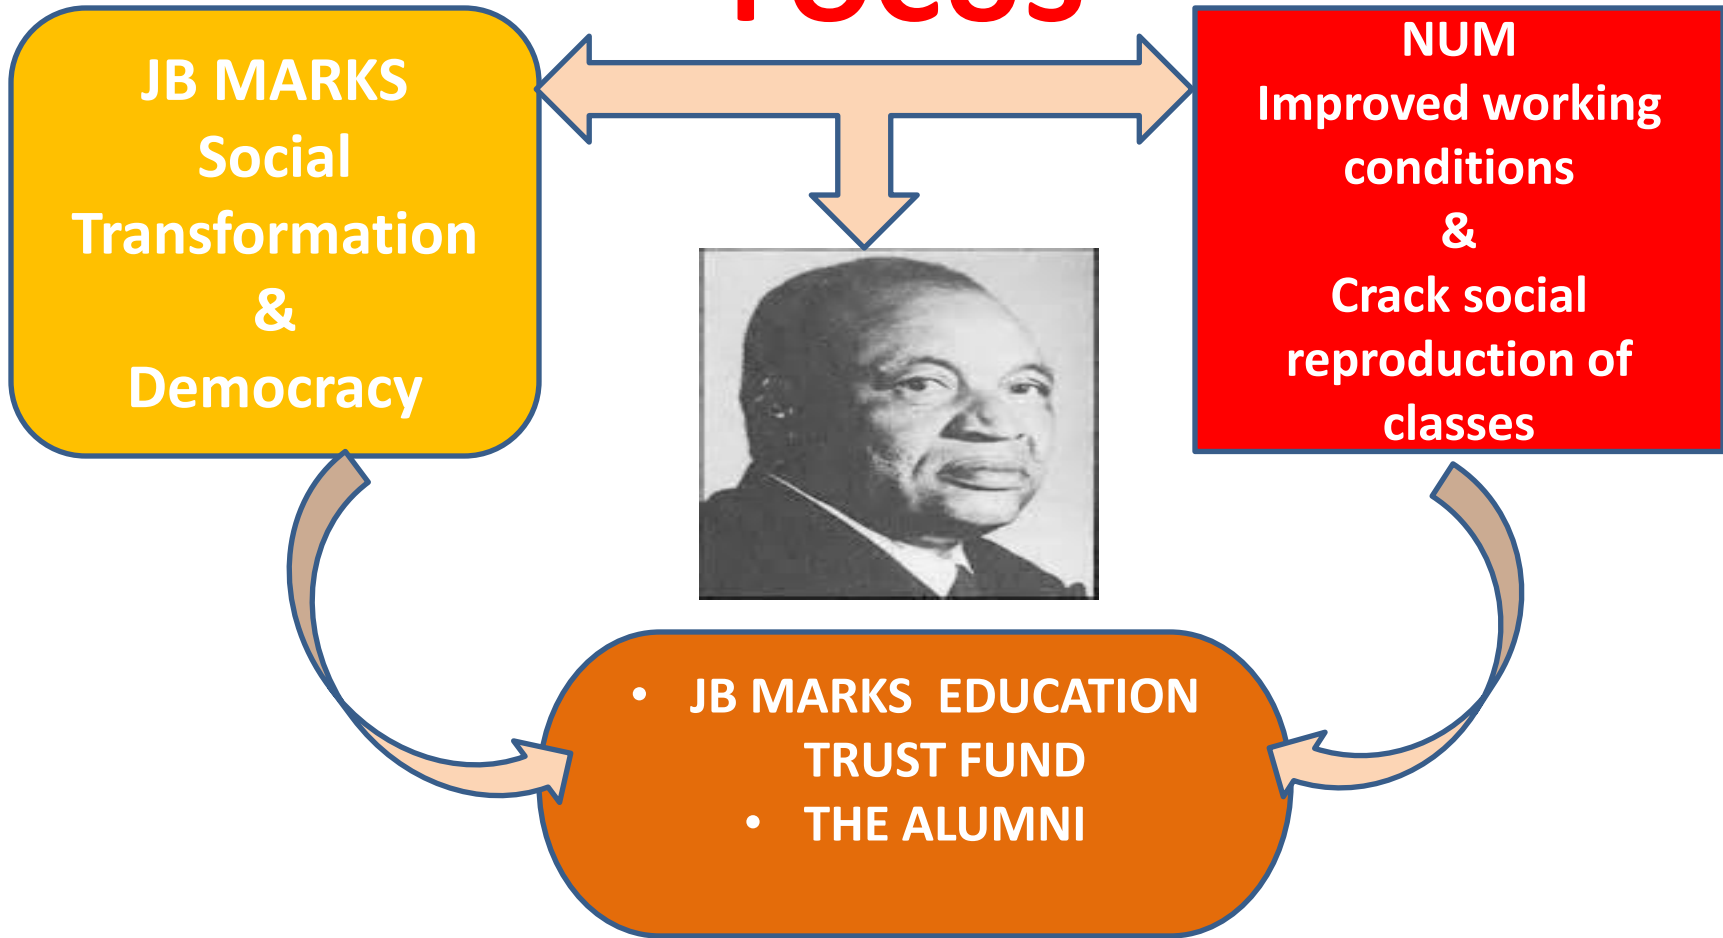 FOCUS
JB MARKS
Social
Transformation
&
Democracy
NUM
Improved working
conditions
&
Crack social
reproduction of
classes
• JB MARKS EDUCATION
TRUST FUND
• THE ALUMNI